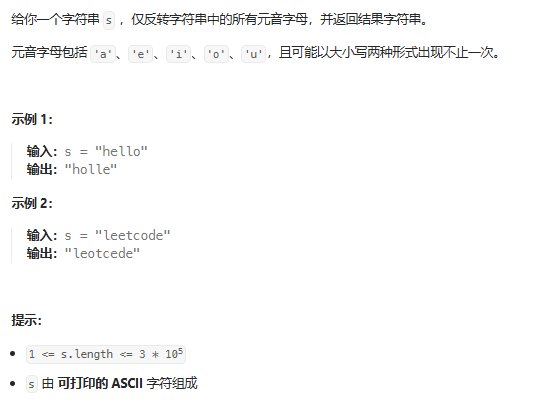 给你一个字符串 s ，仅反转字符串中的所有元音字母，并返回结果字符串。
元音字母包括 'a'、'e'、'i'、'o'、'u'，且可能以大小写两种形式出现不止一次。
示例 1：
输入：s = "hello"
输出："holle"
示例 2：
输入：s = "leetcode"
输出："leotcede"
提示：
1 <= s.length <= 3 * 10⁵
s 由 可打印的 ASCII 字符组成